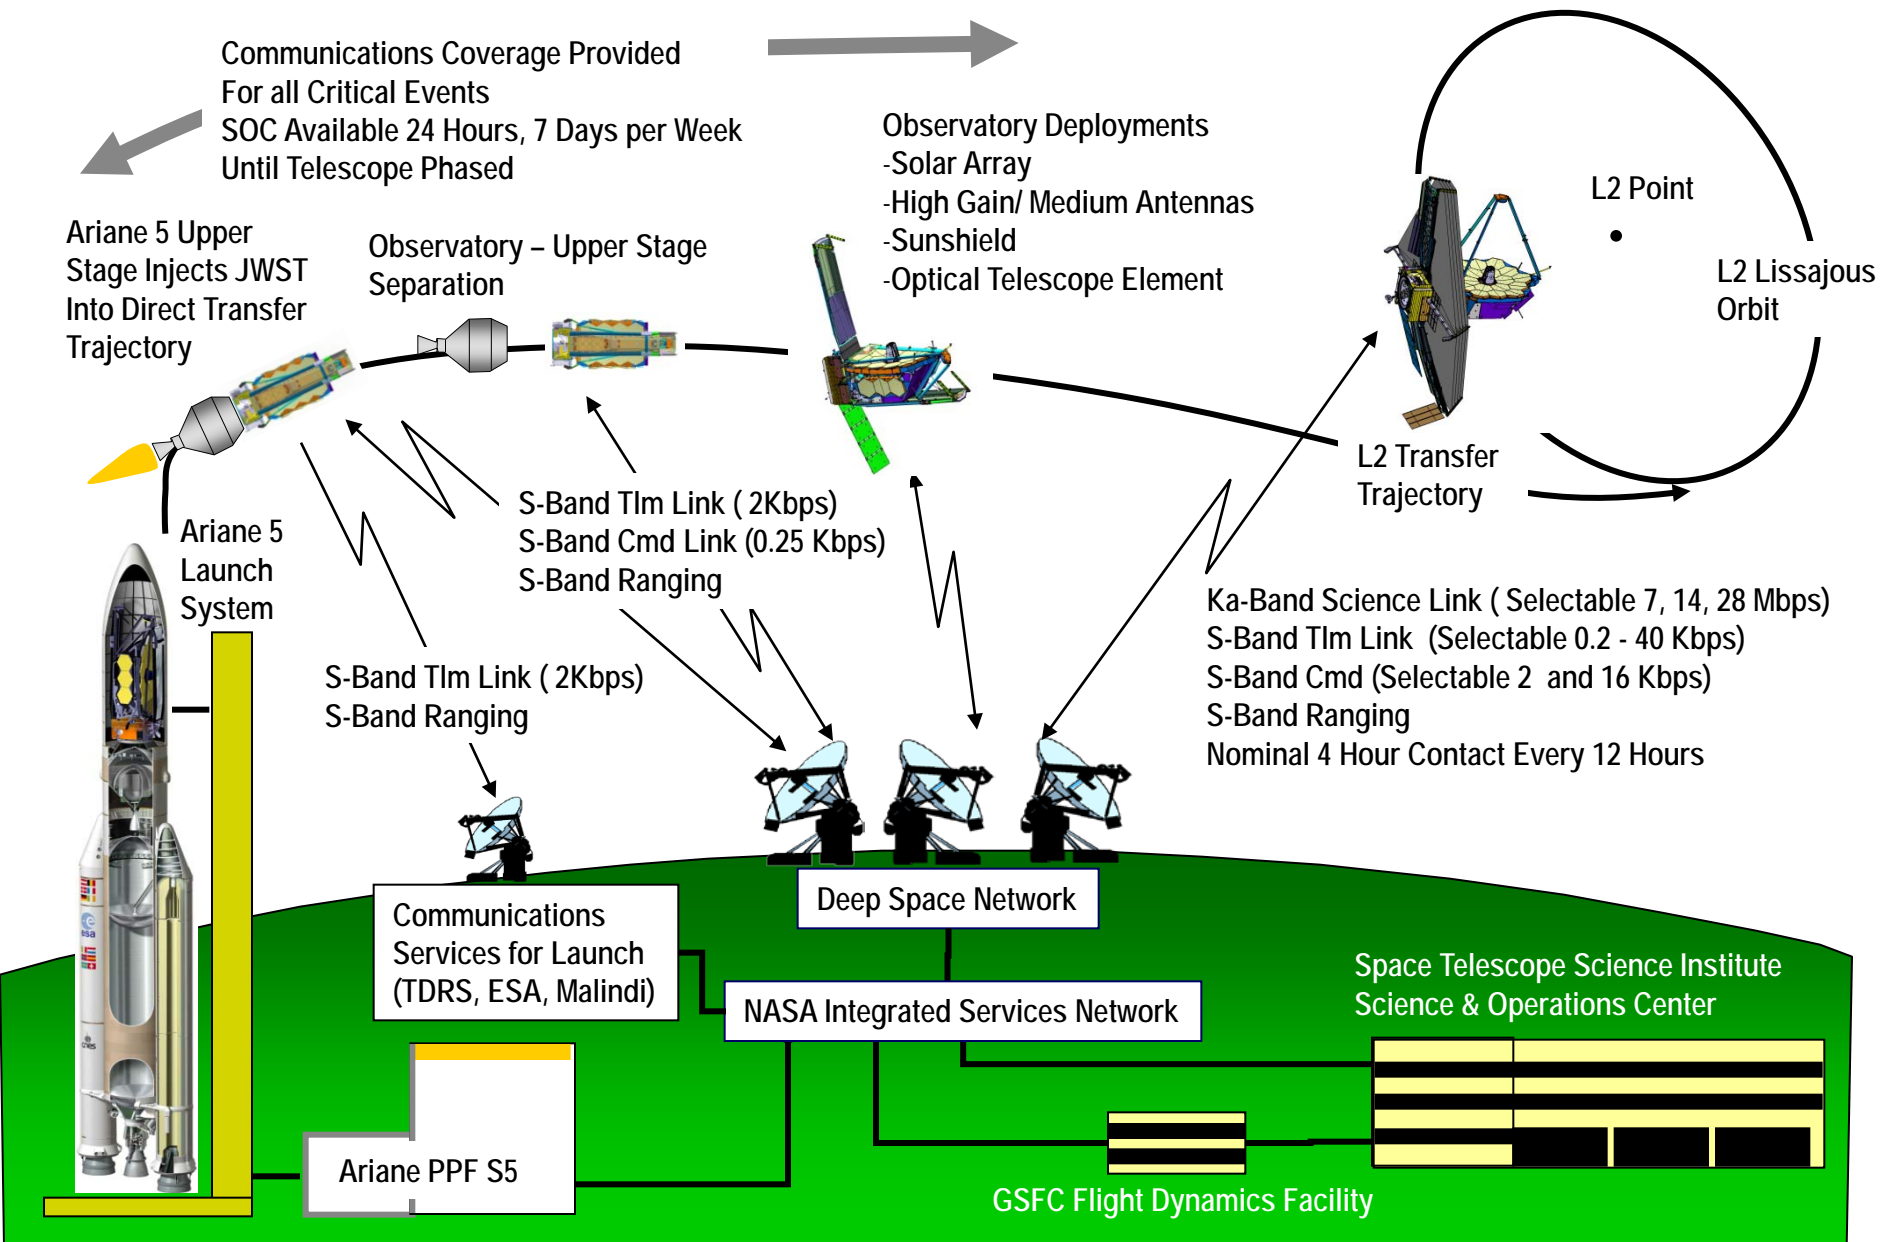 Communications Coverage Provided
For all Critical Events
SOC Available 24 Hours, 7 Days per Week
Until Telescope Phased
Observatory Deployments
-Solar Array
-High Gain/ Medium Antennas
-Sunshield
-Optical Telescope Element
L2 Point
L2 Lissajous
Orbit
Ariane 5 Upper
Stage Injects JWST
Into Direct Transfer
Trajectory
Observatory – Upper Stage
Separation
L2 Transfer
Trajectory
Ariane 5
Launch
System
S-Band Tlm Link ( 2Kbps)
S-Band Cmd Link (0.25 Kbps)
S-Band Ranging
S-Band Tlm Link ( 2Kbps)
S-Band Ranging
Ka-Band Science Link ( Selectable 7, 14, 28 Mbps)
S-Band Tlm Link  (Selectable 0.2 - 40 Kbps)
S-Band Cmd (Selectable 2  and 16 Kbps)
S-Band Ranging
Nominal 4 Hour Contact Every 12 Hours
esa
cnes
Communications
Services for Launch
(TDRS, ESA, Malindi)
Deep Space Network
NASA Integrated Services Network
Space Telescope Science Institute
Science & Operations Center
Ariane PPF S5
GSFC Flight Dynamics Facility